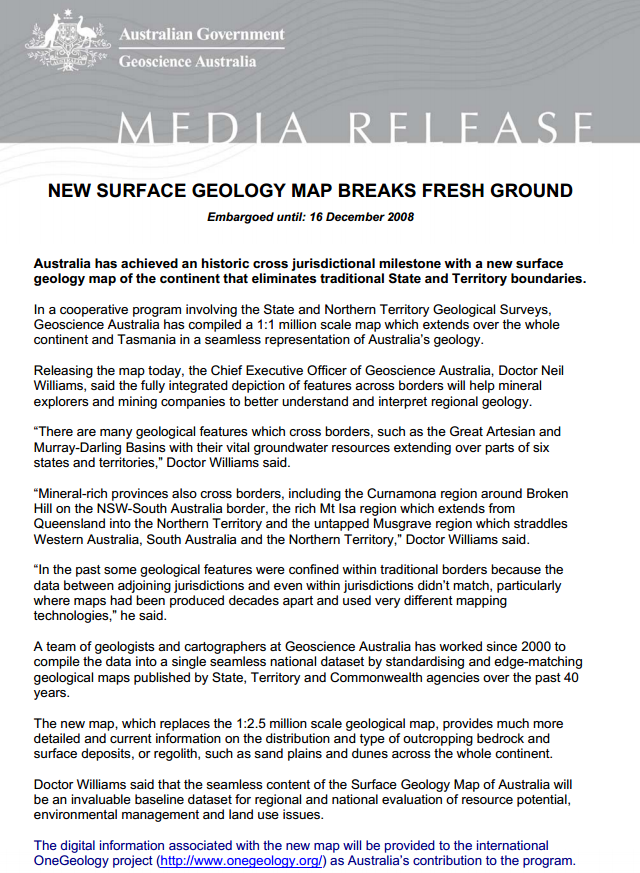 Australian Government
Geoscience Australia
MEDIA RELEASE
NEW SURFACE GEOLOGY MAP BREAKS FRESH GROUND
Embargoed until: 16 December 2008
Australia has achieved an historic cross jurisdictional milestone with a new surface
geology map of the continent that eliminates traditional State and Territory boundaries.
In a cooperative program involving the State and Northern Territory Geological Surveys,
Geoscience Australia has compiled a 1:1 million scale map which extends over the whole
continent and Tasmania in a seamless representation of Australia's geology.
Releasing the map today, the Chief Executive Officer of Geoscience Australia, Doctor Neil
Williams, said the fully integrated depiction of features across borders will help mineral
explorers and mining companies to better understand and interpret regional geology.
“There are many geological features which cross borders, such as the Great Artesian and
Murray-Darling Basins with their vital groundwater resources extending over parts of six
states and territories,” Doctor Williams said.
“Mineral-rich provinces also cross borders, including the Curnamona region around Broken
Hill on the NSW-South Australia border, the rich Mt Isa region which extends from
Queensland into the Northern Territory and the untapped Musgrave region which straddles
Western Australia, South Australia and the Northern Territory,” Doctor Williams said.
“In the past some geological features were confined within traditional borders because the
data between adjoining jurisdictions and even within jurisdictions didn’t match, particularly
where maps had been produced decades apart and used very different mapping
technologies,” he said.
A team of geologists and cartographers at Geoscience Australia has worked since 2000 to
compile the data into a single seamless national dataset by standardising and edge-matching
geological maps published by State, Territory and Commonwealth agencies over the past 40
years.
The new map, which replaces the 1:2.5 million scale geological map, provides much more
detailed and current information on the distribution and type of outcropping bedrock and
surface deposits, or regolith, such as sand plains and dunes across the whole continent.
Doctor Williams said that the seamless content of the Surface Geology Map of Australia will
be an invaluable baseline dataset for regional and national evaluation of resource potential,
environmental management and land use issues.
The digital information associated with the new map will be provided to the international
OneGeology project (http://www.onegeology.org/) as Australia’s contribution to the program.